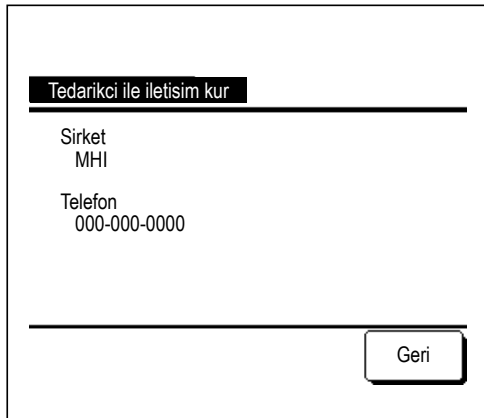 Tedarikci ile iletisim kur
Sirket
MHI
Telefon
000-000-0000
Geri